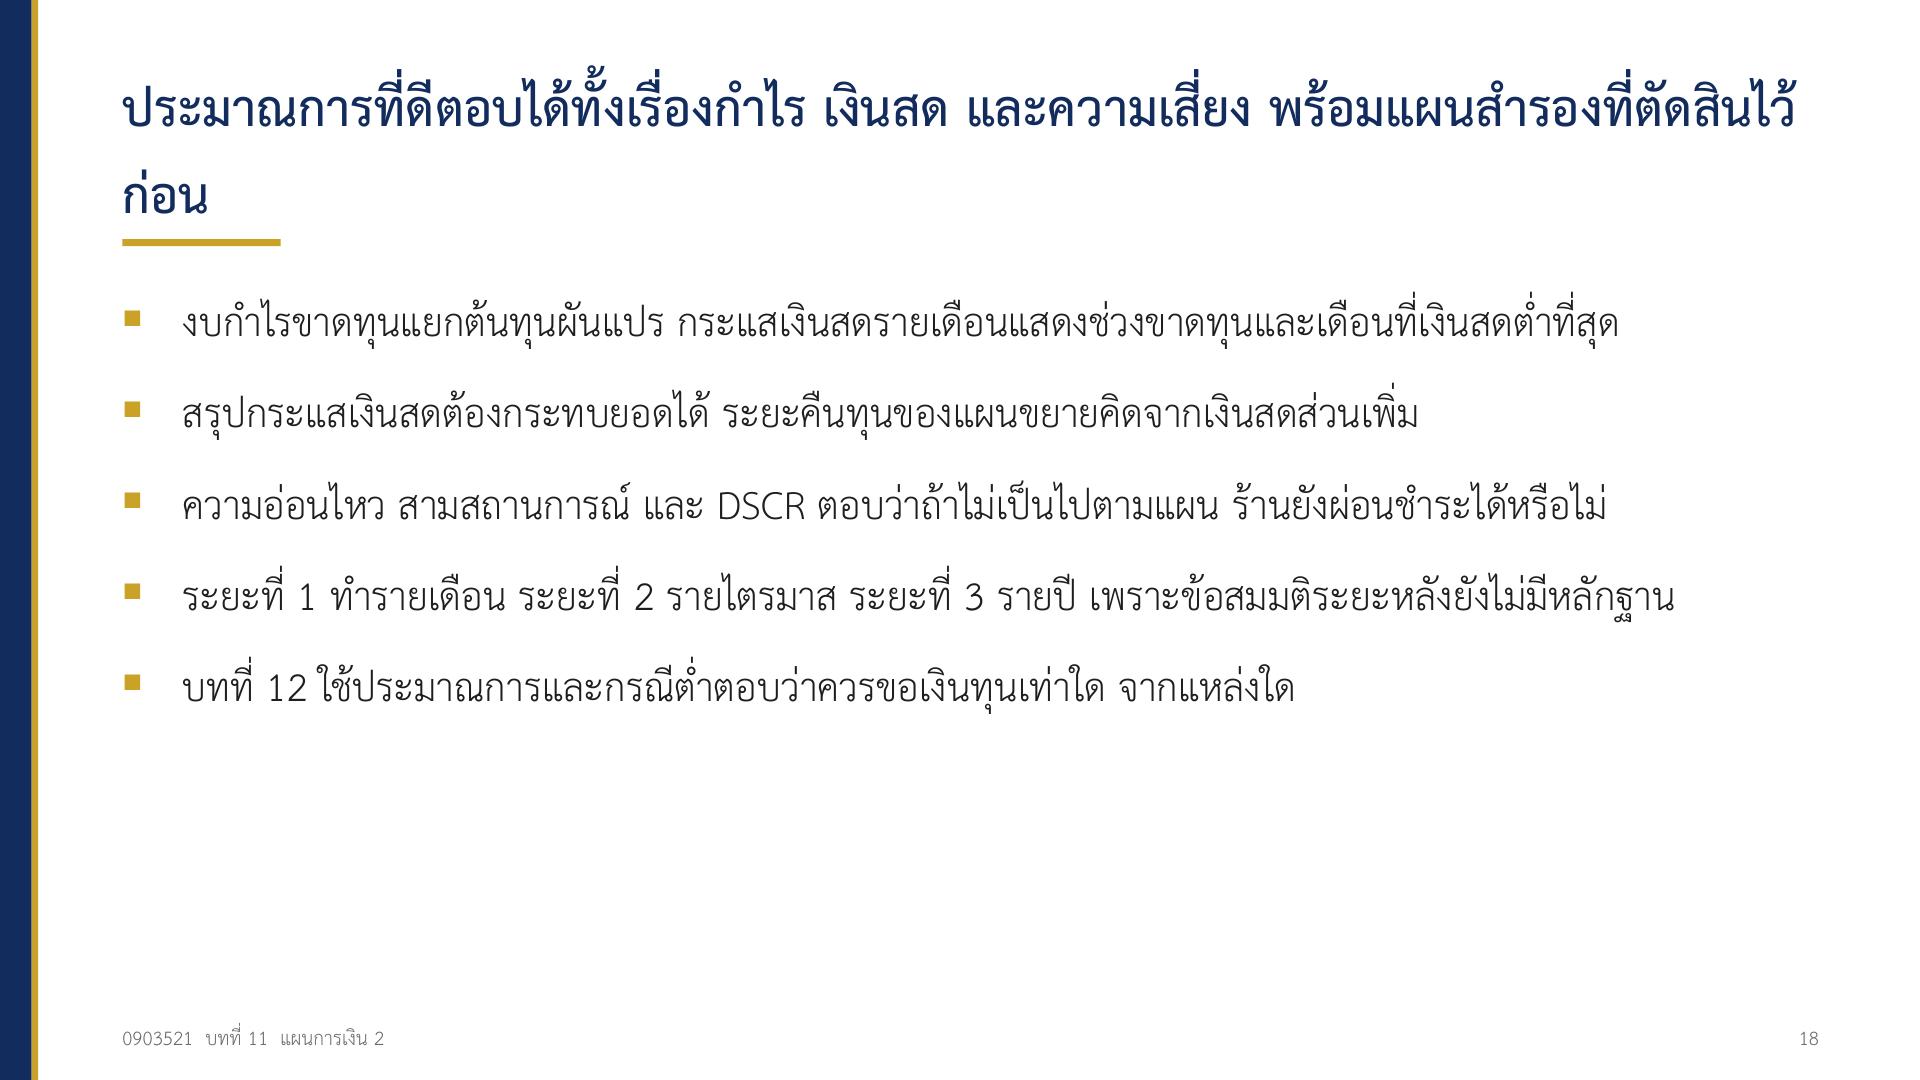 ประมาณการที่ดีตอบได้ทั้งเรื่องกำไร เงินสด และความเสี่ยง พร้อมแผนสำรองที่ตัดสินไว้
ก่อน
งบกำไรขาดทุนแยกต้นทุนผันแปร กระแสเงินสดรายเดือนแสดงช่วงขาดทุนและเดือนที่เงินสดต่ำที่สุด
สรุปกระแสเงินสดต้องกระทบยอดได้ ระยะคืนทุนของแผนขยายคิดจากเงินสดส่วนเพิ่ม
ความอ่อนไหว สามสถานการณ์ และ DSCR ตอบว่าถ้าไม่เป็นไปตามแผน ร้านยังผ่อนชำระได้หรือไม่
ระยะที่ 1 ทำรายเดือน ระยะที่ 2 รายไตรมาส ระยะที่ 3 รายปี เพราะข้อสมมติระยะหลังยังไม่มีหลักฐาน
บทที่ 12 ใช้ประมาณการและกรณีต่ำตอบว่าควรขอเงินทุนเท่าใด จากแหล่งใด
0903521 บทที่ 11 แผนการเงิน 2
18